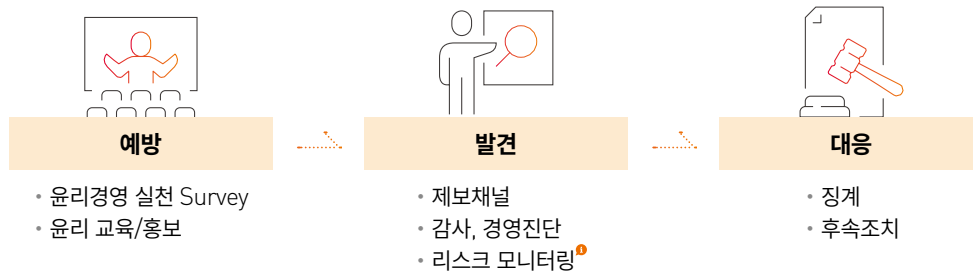 예방
발견
대응
• 윤리경영 실천 Survey
• 윤리 교육/홍보
• 제보채널
• 감사, 경영진단
• 리스크 모니터링
• 징계
• 후속조치